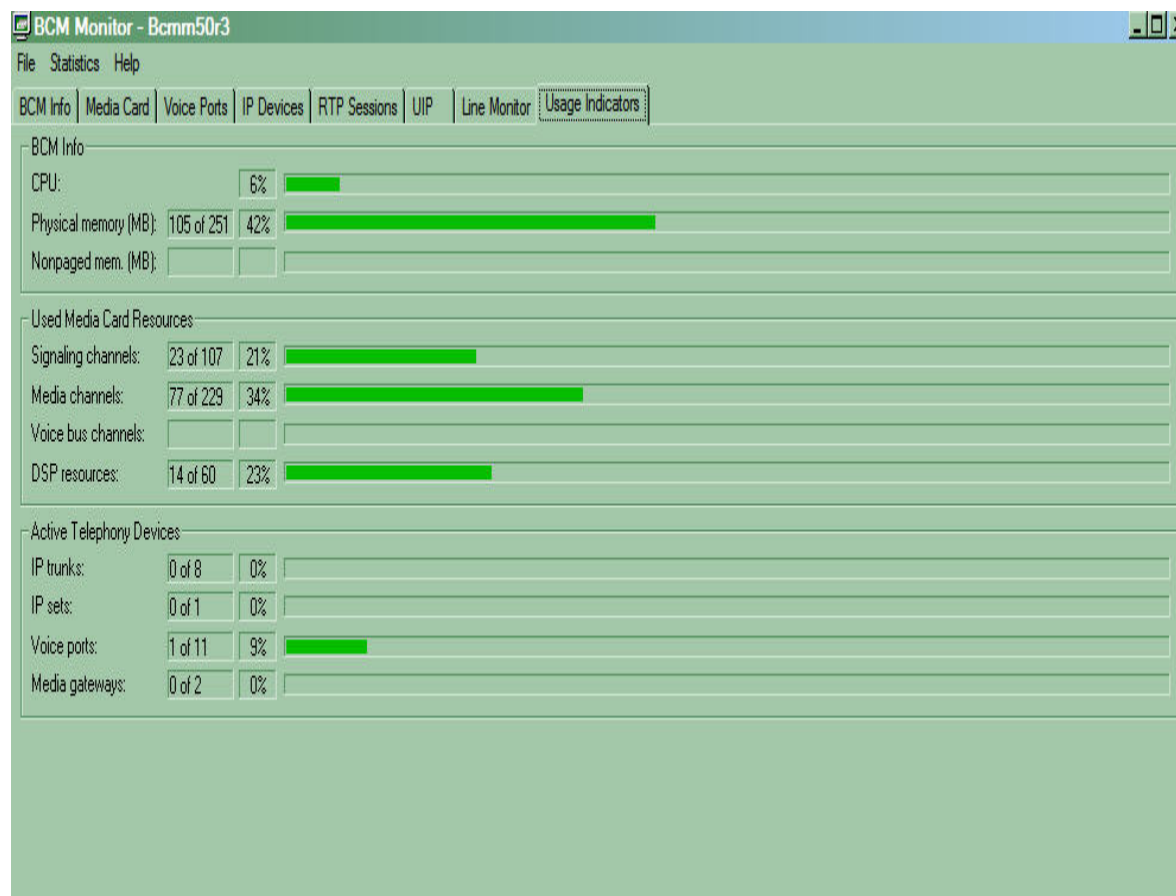 BCM Monitor - Bcmm50r3
File Statistics Help
BCM Info Media Card Voice Ports IP Devices RTP Sessions UIP Line Monitor Usage Indicators
BCM Info
CPU: 6%
Physical memory (MB): 105 of 251 42%
Nonpaged mem. (MB):
Used Media Card Resources
Signaling channels: 23 of 107 21%
Media channels: 77 of 229 34%
Voice bus channels:
DSP resources: 14 of 60 23%
Active Telephony Devices
IP trunks: 0 of 8 0%
IP sets: 0 of 1 0%
Voice ports: 1 of 11 9%
Media gateways: 0 of 2 0%